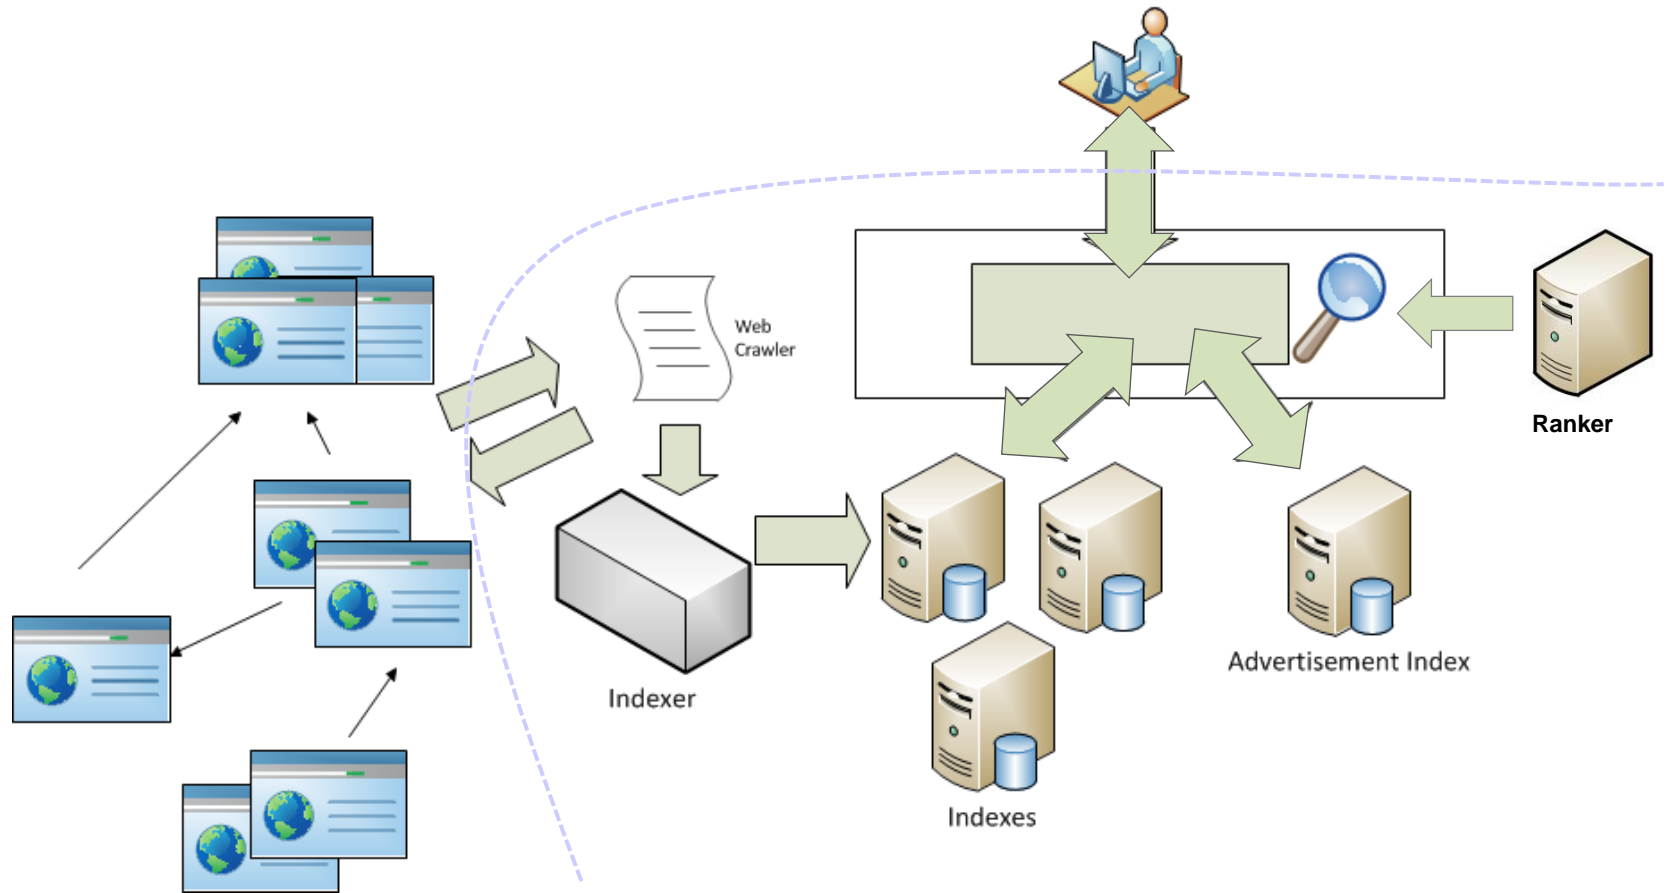 Web
Crawler
Ranker
Indexer
Advertisement Index
Indexes